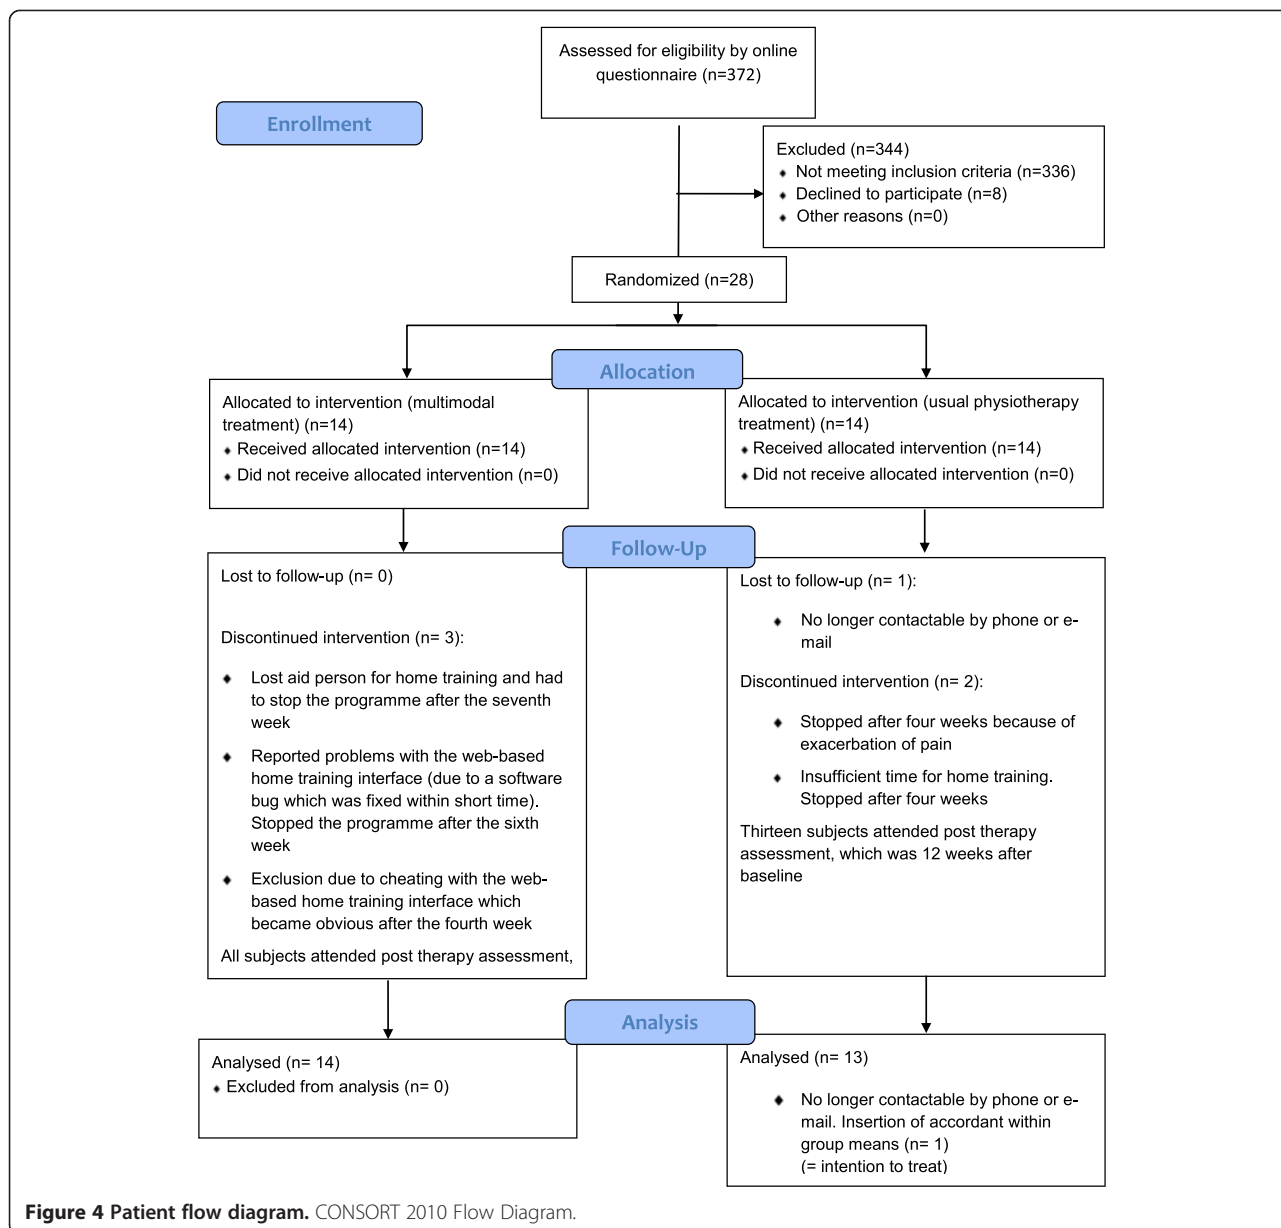 Assessed for eligibility by online
questionnaire (n=372)
Enrollment
Excluded (n=344)
♦ Not meeting inclusion criteria (n=336)
♦ Declined to participate (n=8)
♦ Other reasons (n=0)
Randomized (n=28)
Allocation
Allocated to intervention (multimodal
treatment) (n=14)
♦ Received allocated intervention (n=14)
♦ Did not receive allocated intervention (n=0)
Allocated to intervention (usual physiotherapy
treatment) (n=14)
♦ Received allocated intervention (n=14)
♦ Did not receive allocated intervention (n=0)
Follow-Up
Lost to follow-up (n= 0)
Discontinued intervention (n= 3):
♦ Lost aid person for home training and had
to stop the programme after the seventh
week
♦ Reported problems with the web-based
home training interface (due to a software
bug which was fixed within short time).
Stopped the programme after the sixth
week
♦ Exclusion due to cheating with the web-
based home training interface which
became obvious after the fourth week
All subjects attended post therapy assessment,
Lost to follow-up (n= 1):
♦ No longer contactable by phone or e-
mail
Discontinued intervention (n= 2):
♦ Stopped after four weeks because of
exacerbation of pain
♦ Insufficient time for home training.
Stopped after four weeks
Thirteen subjects attended post therapy
assessment, which was 12 weeks after
baseline
Analysis
Analysed (n= 14)
♦ Excluded from analysis (n= 0)
Analysed (n= 13)
♦ No longer contactable by phone or e-
mail. Insertion of accordant within
group means (n= 1)
(= intention to treat)
Figure 4 Patient flow diagram. CONSORT 2010 Flow Diagram.